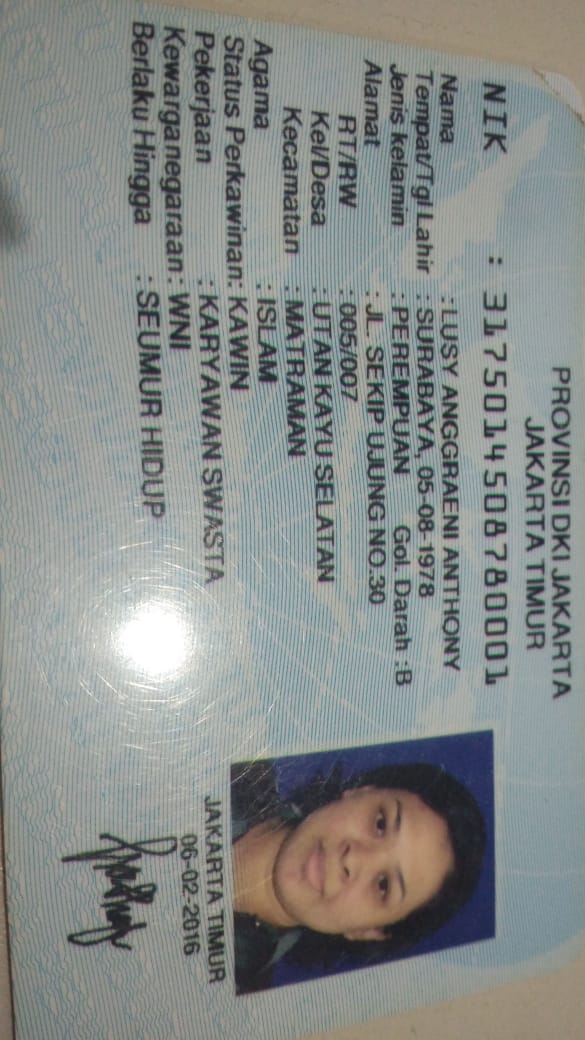 PROVINSI DKI JAKARTA
JAKARTA TIMUR
NIK : 3175014508780001
Nama : LUSY ANGGRAENI ANTHONY
Tempat/Tgl Lahir : SURABAYA, 05-08-1978
Jenis kelamin : PEREMPUAN Gol. Darah :B
Alamat : JL. SEKIP UJUNG NO.30
RT/RW : 005/007
Kel/Desa : UTAN KAYU SELATAN
Kecamatan : MATRAMAN
Agama : ISLAM
Status Perkawinan: KAWIN
Pekerjaan : KARYAWAN SWASTA
Kewarganegaraan: WNI
Berlaku Hingga : SEUMUR HIDUP
JAKARTA TIMUR
06-02-2016